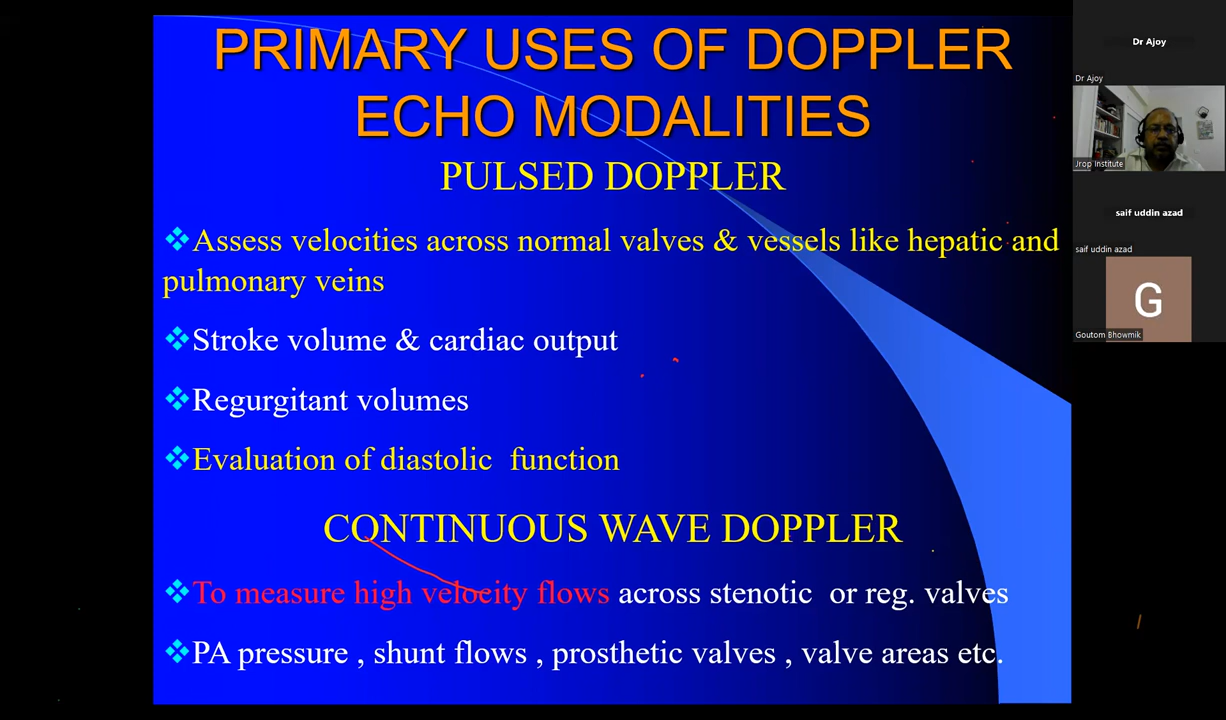 PRIMARY USES OF DOPPLER
ECHO MODALITIES
PULSED DOPPLER
Assess velocities across normal valves & vessels like hepatic and
pulmonary veins
Stroke volume & cardiac output
Regurgitant volumes
Evaluation of diastolic function
CONTINUOUS WAVE DOPPLER
To measure high velocity flows across stenotic or reg. valves
PA pressure , shunt flows , prosthetic valves , valve areas etc.
Dr Ajoy
Dr Ajoy
Jrop Institute
saif uddin azad
saif uddin azad
G
Goutom Bhowmik